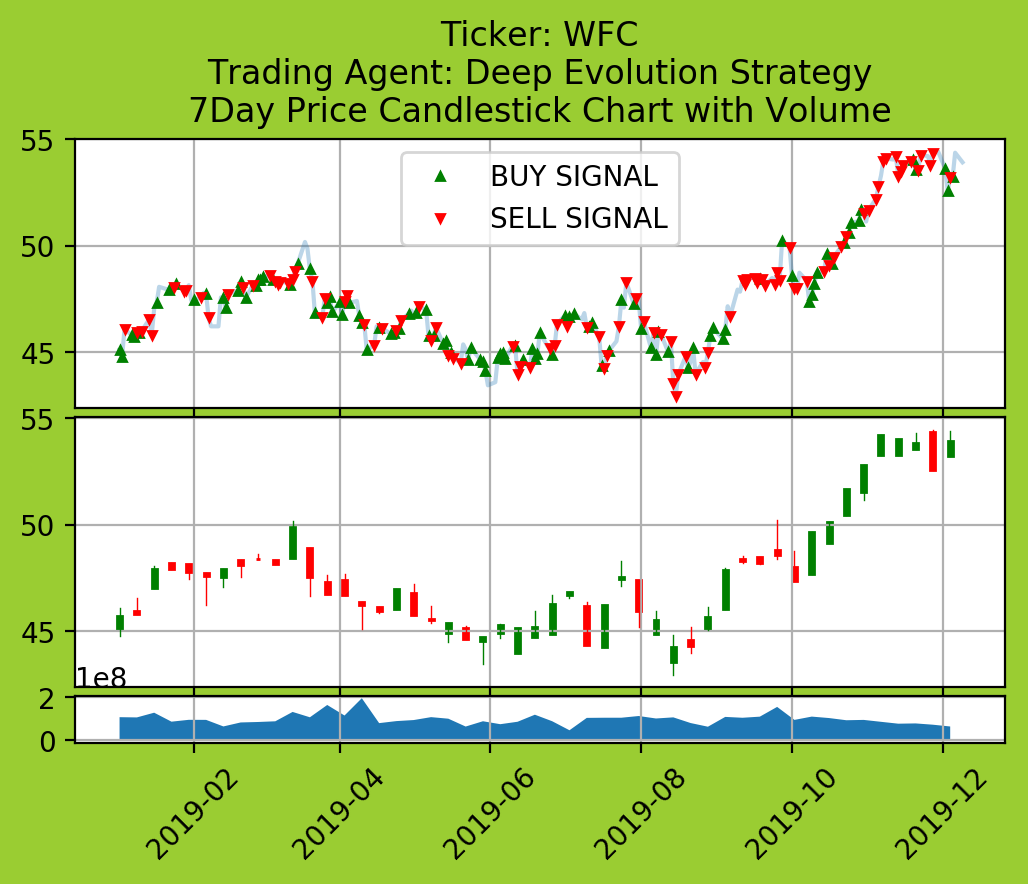 Ticker: WFC
Trading Agent: Deep Evolution Strategy
7Day Price Candlestick Chart with Volume
55
BUY SIGNAL
SELL SIGNAL
50
45
55
50
45
1e8
2
0
2019-02
2019-04
2019-06
2019-08
2019-10
2019-12